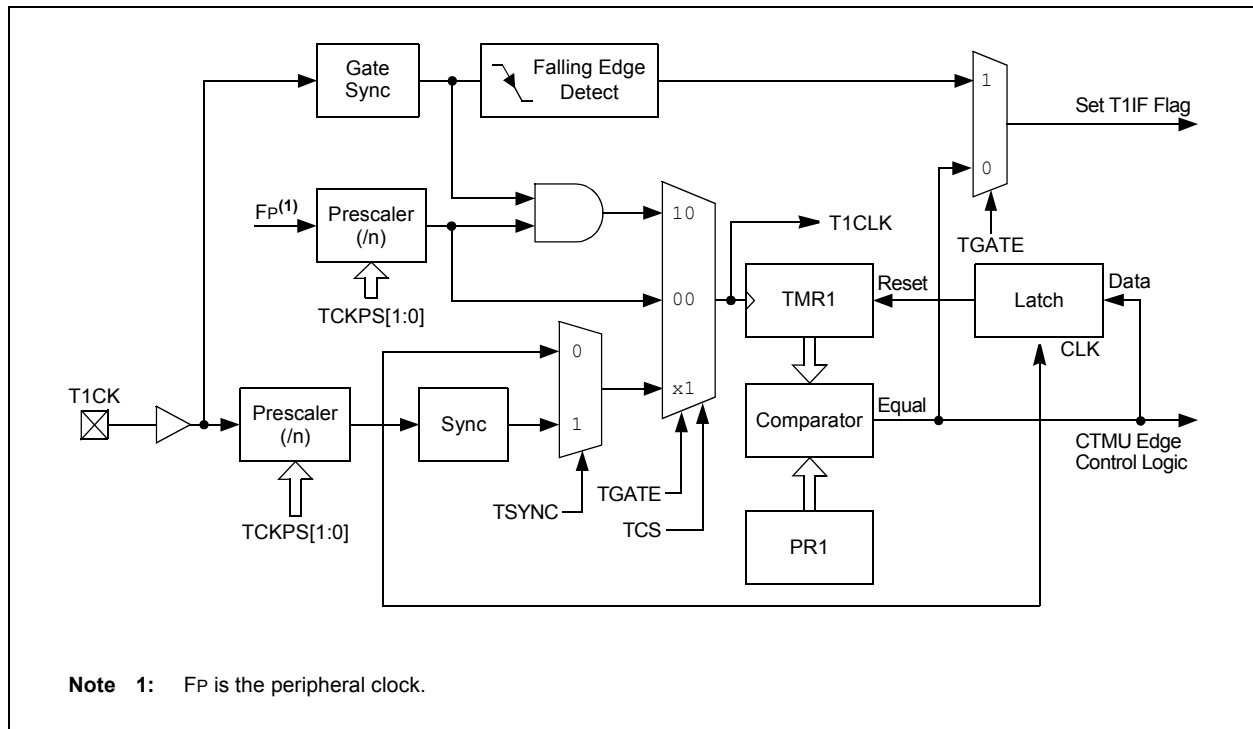 Gate
Sync
Falling Edge
Detect
1
Set T1IF Flag
0
FP(1)
Prescaler
(/n)
10
T1CLK
TGATE
TCKPS[1:0]
00
TMR1
Reset
Latch
Data
CLK
0
T1CK
Prescaler
(/n)
Sync
1
x1
Comparator
Equal
CTMU Edge
Control Logic
TGATE
TSYNC
TCS
TCKPS[1:0]
PR1
Note 1: FP is the peripheral clock.